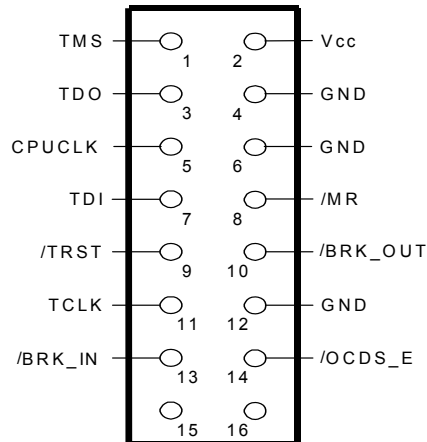 TMS 1 2 Vcc
TDO 3 4 GND
CPUCLK 5 6 GND
TDI 7 8 /MR
/TRST 9 10 /BRK_OUT
TCLK 11 12 GND
/BRK_IN 13 14 /OCDS_E
15 16